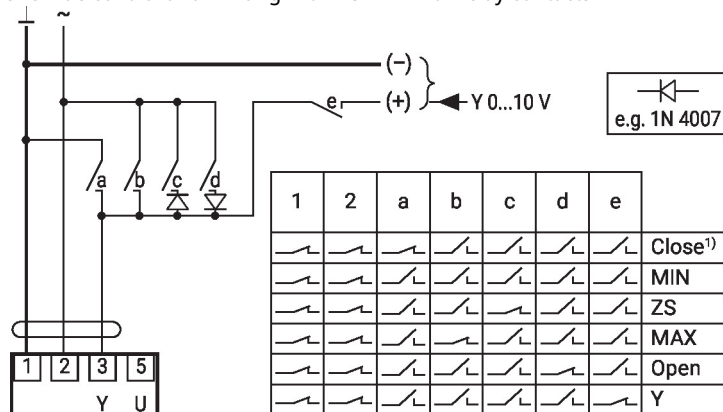 ~
(–)
e (+) Y 0...10 V
e.g. 1N 4007
a b c d
1 2 a b c d e
Close1)
MIN
ZS
MAX
Open
Y
1 2 3 5
Y U